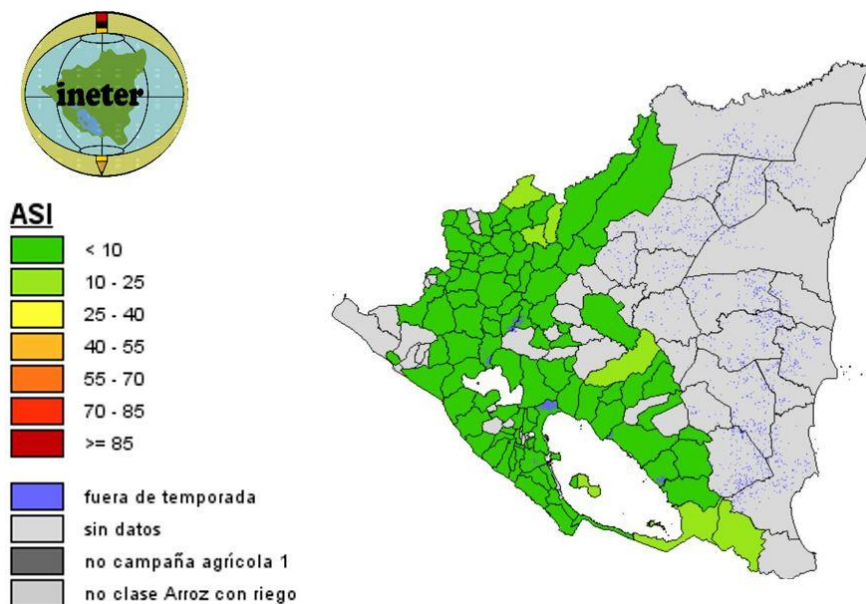 ineter
ASI
< 10
10 - 25
25 - 40
40 - 55
55 - 70
70 - 85
>= 85
fuera de temporada
sin datos
no campaña agrícola 1
no clase Arroz con riego